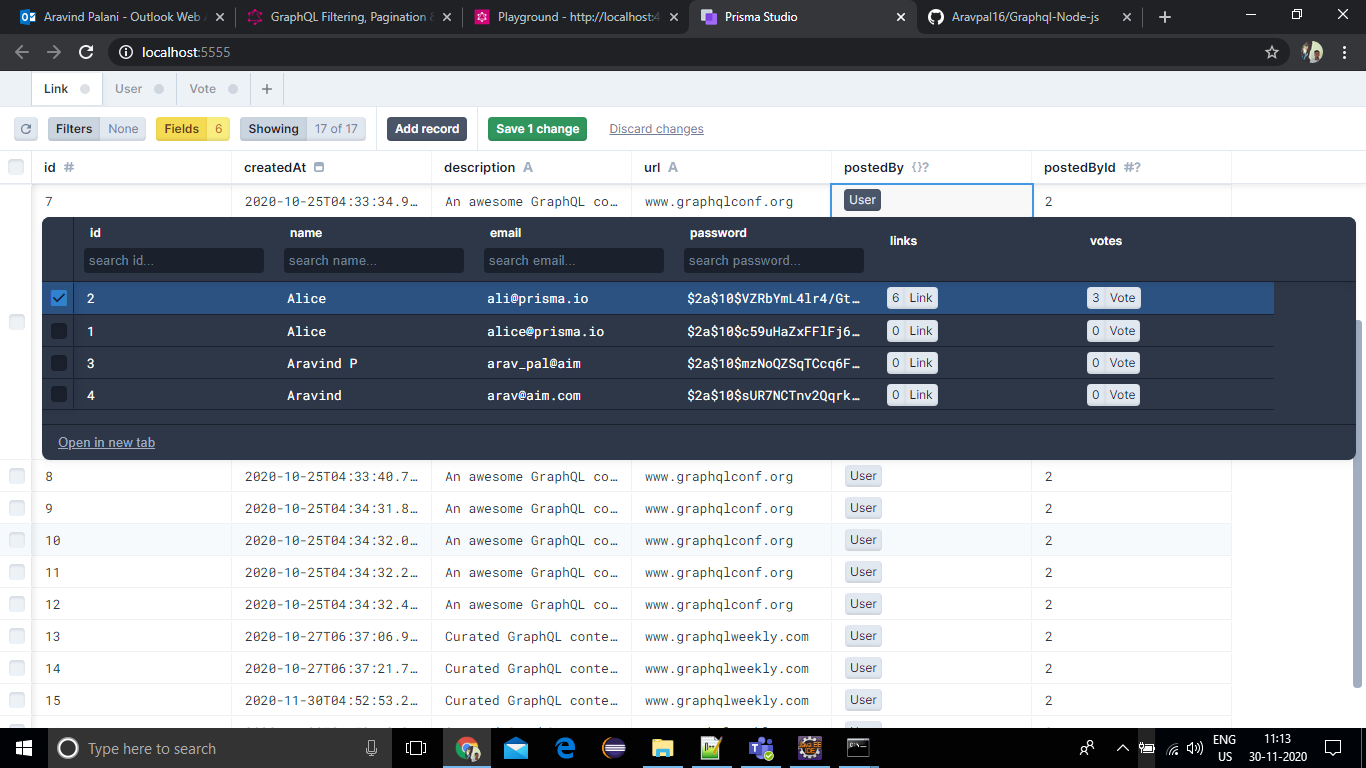 Aravind Palani - Outlook Web
GraphQL Filtering, Pagination &
Playground - http://localhost:4
Prisma Studio
Aravpal16/Graphql-Node-js
localhost:5555
Link User Vote +
Filters None Fields 6 Showing 17 of 17 Add record Save 1 change Discard changes
id # createdAt description A url A postedBy {}? postedById #?
7 2020-10-25T04:33:34.9… An awesome GraphQL co… www.graphqlconf.org User 2
id name email password links votes
search id... search name... search email... search password...
2 Alice ali@prisma.io $2a$10$VZRbYmL4lr4/Gt… 6 Link 3 Vote
1 Alice alice@prisma.io $2a$10$c59uHaZxFFlFj6… 0 Link 0 Vote
3 Aravind P arav_pal@aim $2a$10$mzNoQZSqTCcq6F… 0 Link 0 Vote
4 Aravind arav@aim.com $2a$10$sUR7NCTnv2Qqrk… 0 Link 0 Vote
Open in new tab
8 2020-10-25T04:33:40.7… An awesome GraphQL co… www.graphqlconf.org User 2
9 2020-10-25T04:34:31.8… An awesome GraphQL co… www.graphqlconf.org User 2
10 2020-10-25T04:34:32.0… An awesome GraphQL co… www.graphqlconf.org User 2
11 2020-10-25T04:34:32.2… An awesome GraphQL co… www.graphqlconf.org User 2
12 2020-10-25T04:34:32.4… An awesome GraphQL co… www.graphqlconf.org User 2
13 2020-10-27T06:37:06.9… Curated GraphQL conte… www.graphqlweekly.com User 2
14 2020-10-27T06:37:21.7… Curated GraphQL conte… www.graphqlweekly.com User 2
15 2020-11-30T04:52:53.2… Curated GraphQL conte… www.graphqlweekly.com User 2
Type here to search
ENG 11:13
US 30-11-2020